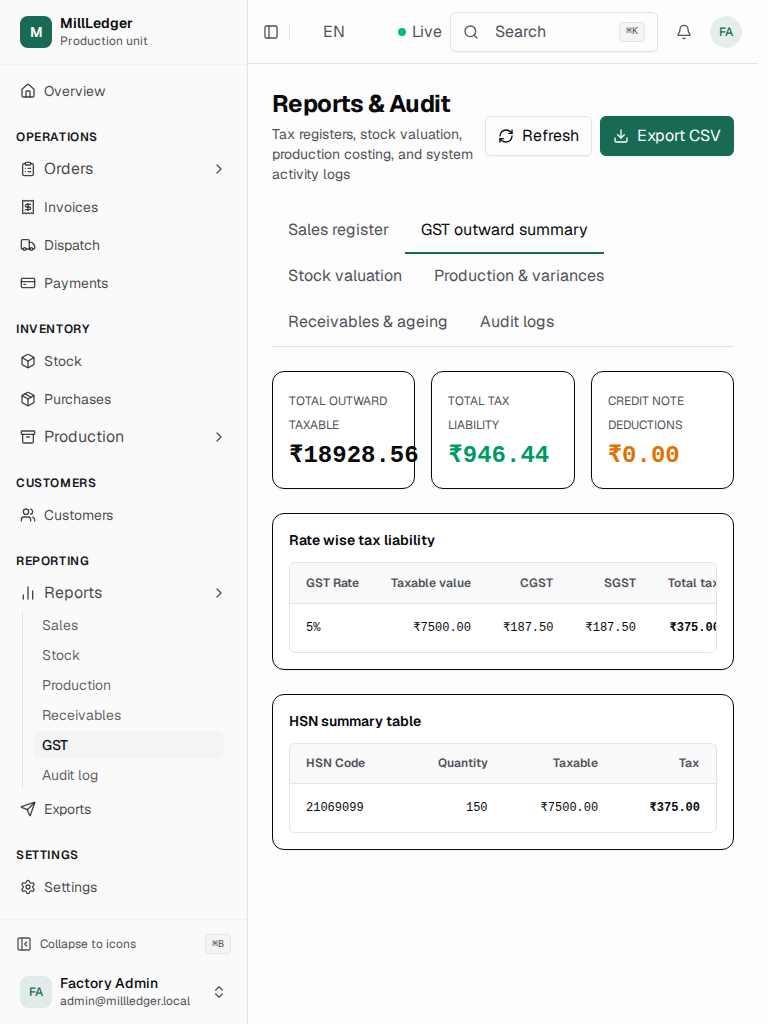 M
MillLedger
Production unit
Overview
OPERATIONS
Orders
Invoices
Dispatch
Payments
INVENTORY
Stock
Purchases
Production
CUSTOMERS
Customers
REPORTING
Reports
Sales
Stock
Production
Receivables
GST
Audit log
Exports
SETTINGS
Settings
Collapse to icons ⌘B
FA
Factory Admin
admin@millledger.local
EN Live Search ⌘K FA
Reports & Audit
Tax registers, stock valuation,
production costing, and system
activity logs
Refresh Export CSV
Sales register GST outward summary
Stock valuation Production & variances
Receivables & ageing Audit logs
TOTAL OUTWARD
TAXABLE
₹18928.56
TOTAL TAX
LIABILITY
₹946.44
CREDIT NOTE
DEDUCTIONS
₹0.00
Rate wise tax liability
GST Rate Taxable value CGST SGST Total tax
5% ₹7500.00 ₹187.50 ₹187.50 ₹375.00
HSN summary table
HSN Code Quantity Taxable Tax
21069099 150 ₹7500.00 ₹375.00